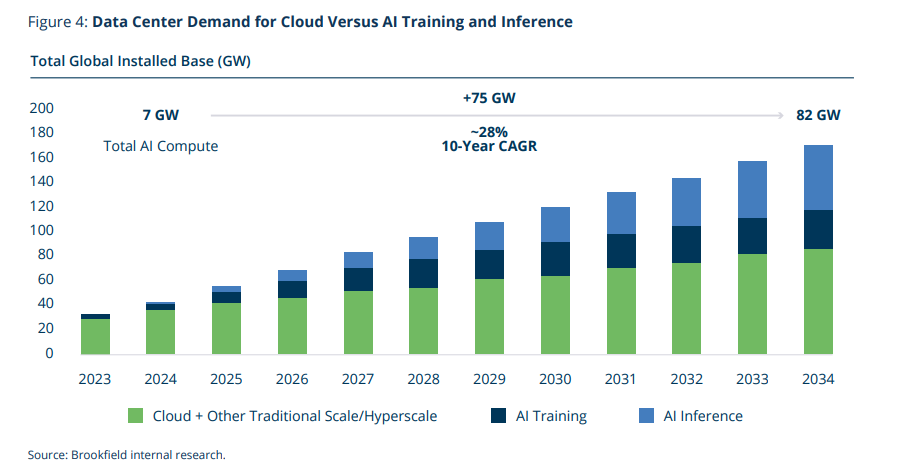 Figure 4: Data Center Demand for Cloud Versus AI Training and Inference
Total Global Installed Base (GW)
200
180
160
140
120
100
80
60
40
20
0
7 GW
Total AI Compute
+75 GW
~28%
10-Year CAGR
82 GW
2023 2024 2025 2026 2027 2028 2029 2030 2031 2032 2033 2034
Cloud + Other Traditional Scale/Hyperscale AI Training AI Inference
Source: Brookfield internal research.